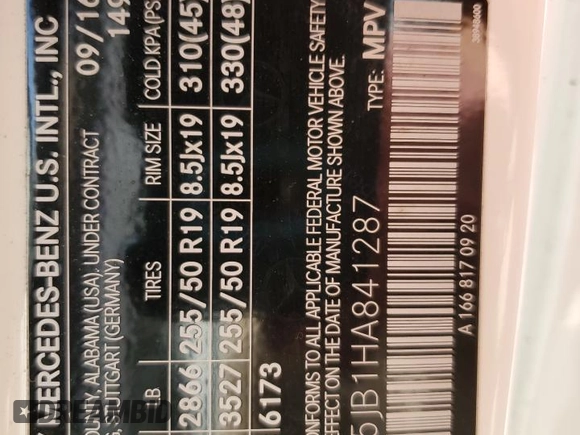 MERCEDES-BENZ U.S. INTL., INC
COUNTY, ALABAMA (USA), UNDER CONTRACT
STUTTGART (GERMANY)
09/16
149
LB TIRES RIM SIZE COLD KPA(PS
2866 255/50 R19 8.5Jx19 310(45)
3527 255/50 R19 8.5Jx19 330(48)
6173
ONFORMS TO ALL APPLICABLE FEDERAL MOTOR VEHICLE SAFETY
EFFECT ON THE DATE OF MANUFACTURE SHOWN ABOVE.
5JB1HA841287 TYPE: MPV
A 166 817 09 20
DREAMBID